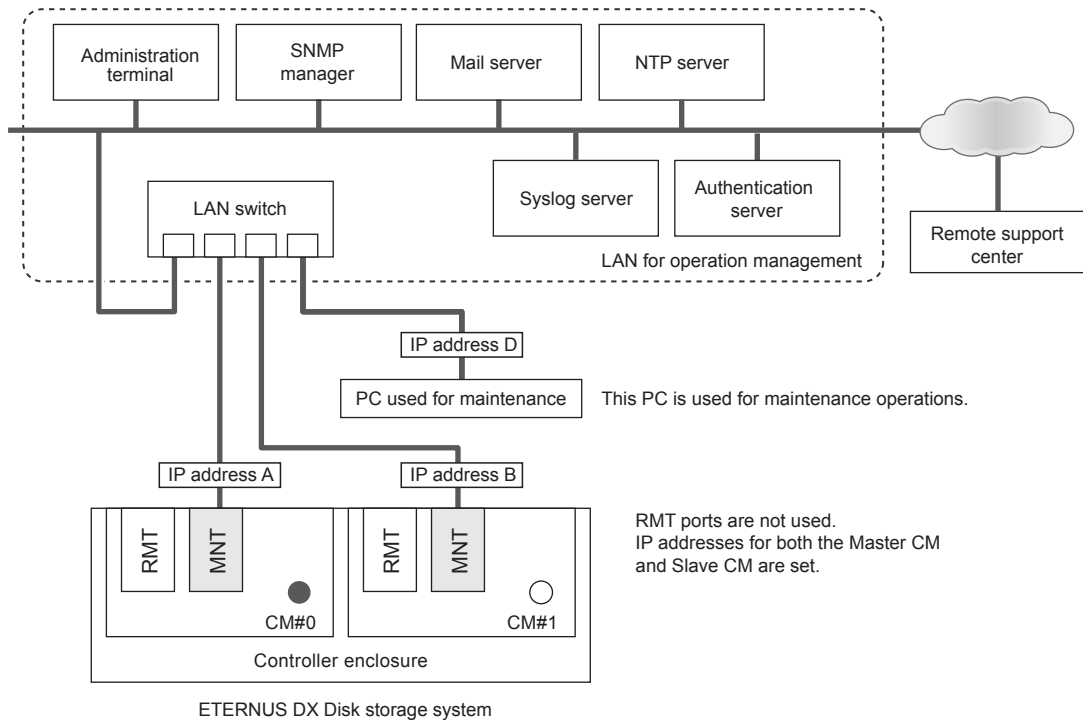 Administration
terminal
SNMP
manager
Mail server
NTP server
LAN switch
Syslog server
Authentication
server
LAN for operation management
Remote support
center
IP address D
PC used for maintenance
This PC is used for maintenance operations.
IP address A
IP address B
RMT
MNT
RMT
MNT
RMT ports are not used.
IP addresses for both the Master CM
and Slave CM are set.
CM#0
CM#1
Controller enclosure
ETERNUS DX Disk storage system